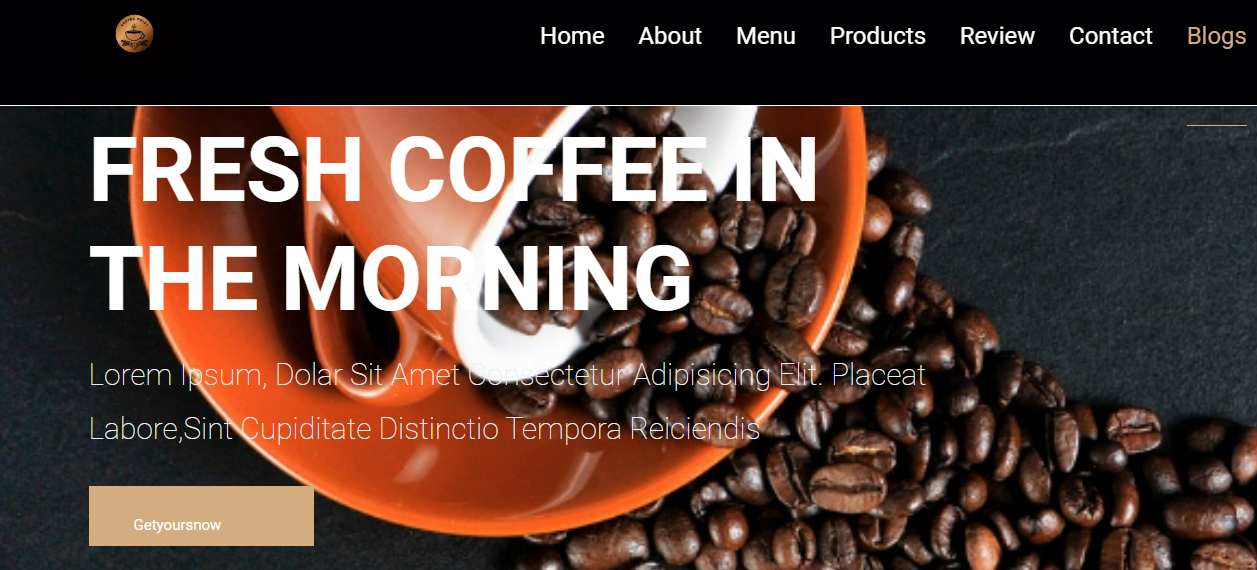 Home About Menu Products Review Contact Blogs
FRESH COFFEE IN
THE MORNING
Lorem Ipsum, Dolar Sit Amet Consectetur Adipisicing Elit. Placeat
Labore,Sint Cupiditate Distinctio Tempora Reiciendis
Getyoursnow